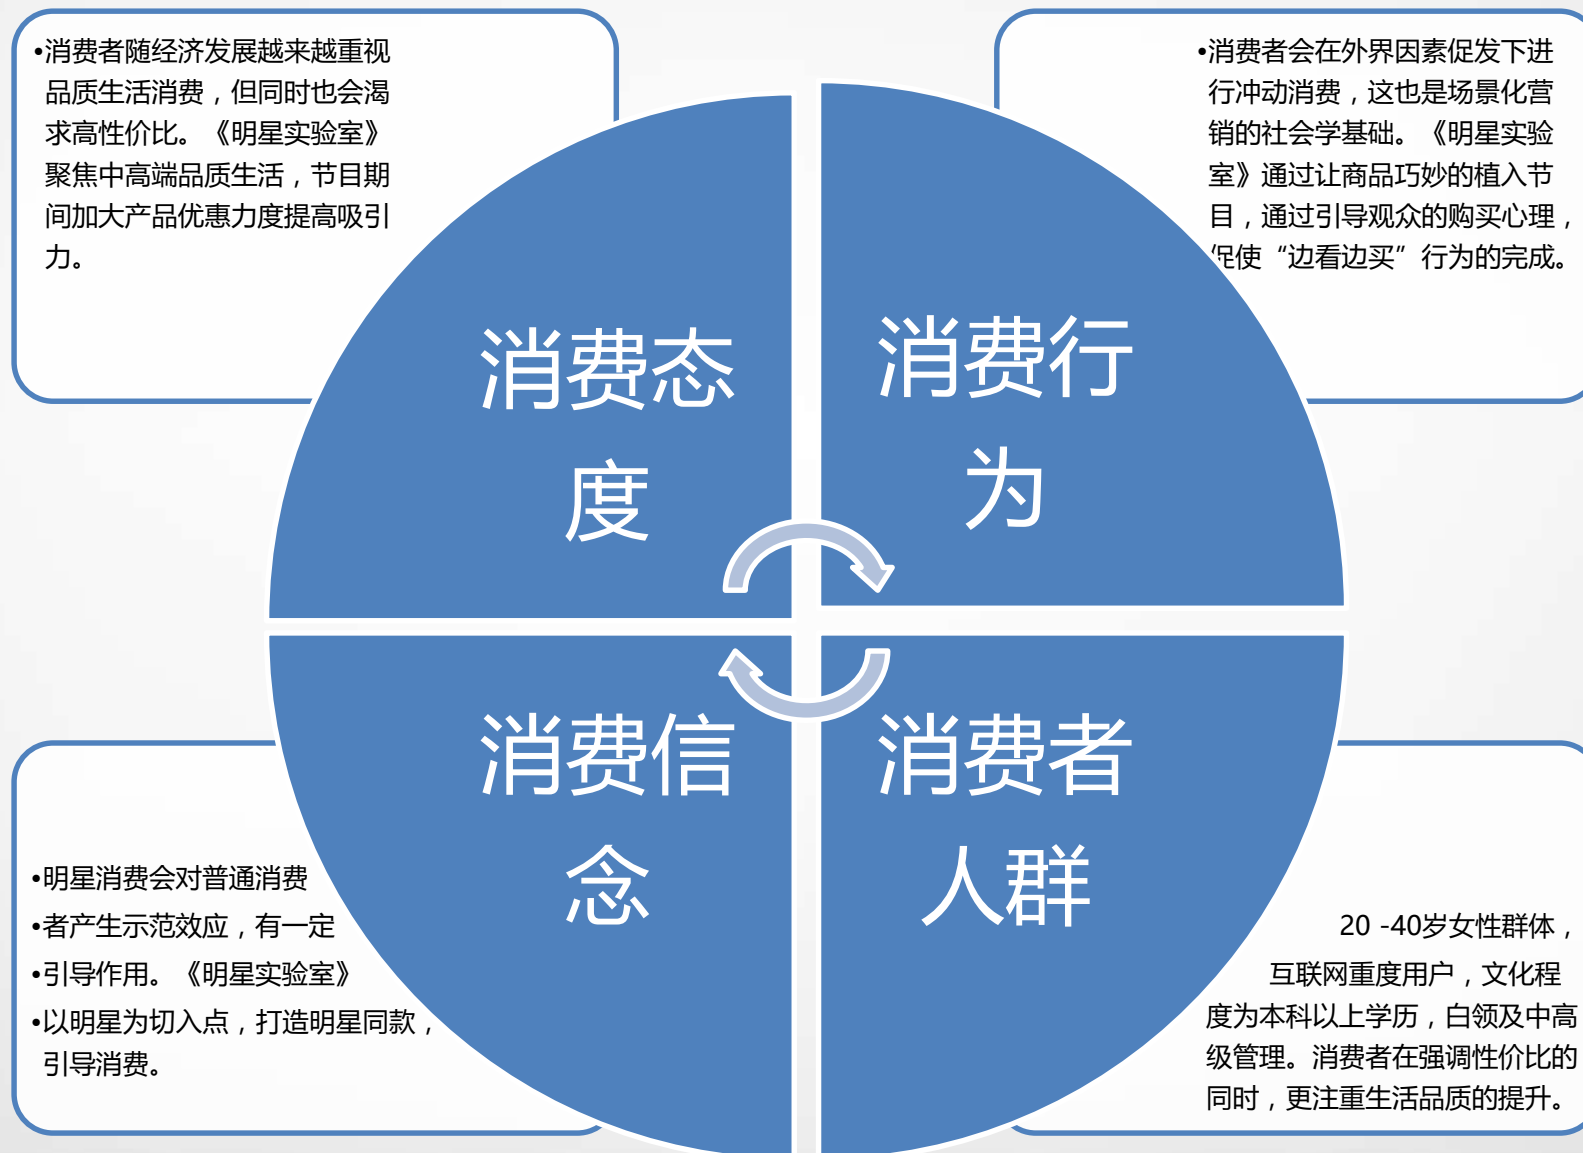 •消费者随经济发展越来越重视
品质生活消费，但同时也会渴
求高性价比。《明星实验室》
聚焦中高端品质生活，节目期
间加大产品优惠力度提高吸引
力。
•消费者会在外界因素促发下进
行冲动消费，这也是场景化营
销的社会学基础。《明星实验
室》通过让商品巧妙的植入节
目，通过引导观众的购买心理，
促使“边看边买”行为的完成。
消费态
度
消费行
为
消费信
念
消费者
人群
•明星消费会对普通消费
•者产生示范效应，有一定
•引导作用。《明星实验室》
•以明星为切入点，打造明星同款，
引导消费。
20 -40岁女性群体，
互联网重度用户，文化程
度为本科以上学历，白领及中高
级管理。消费者在强调性价比的
同时，更注重生活品质的提升。